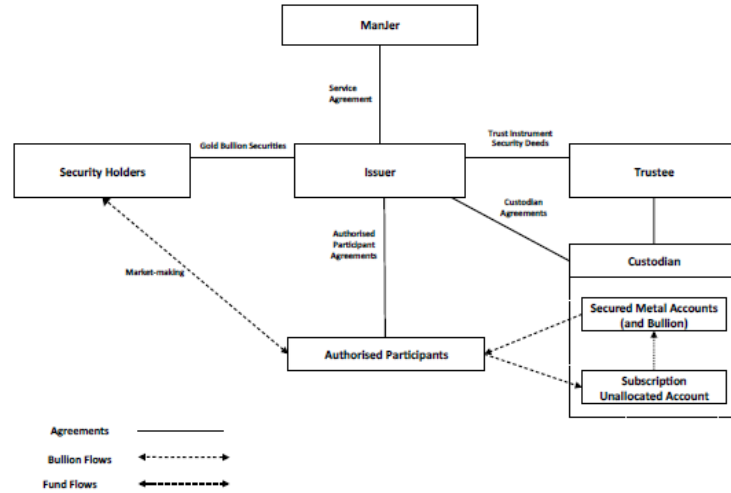 ManJer
Service
Agreement
Gold Bullion Securities
Trust Instrument
Security Deeds
Security Holders
Issuer
Trustee
Custodian
Agreements
Authorised
Participant
Agreements
Market-making
Custodian
Secured Metal Accounts
(and Bullion)
Authorised Participants
Subscription
Unallocated Account
Agreements
Bullion Flows
Fund Flows